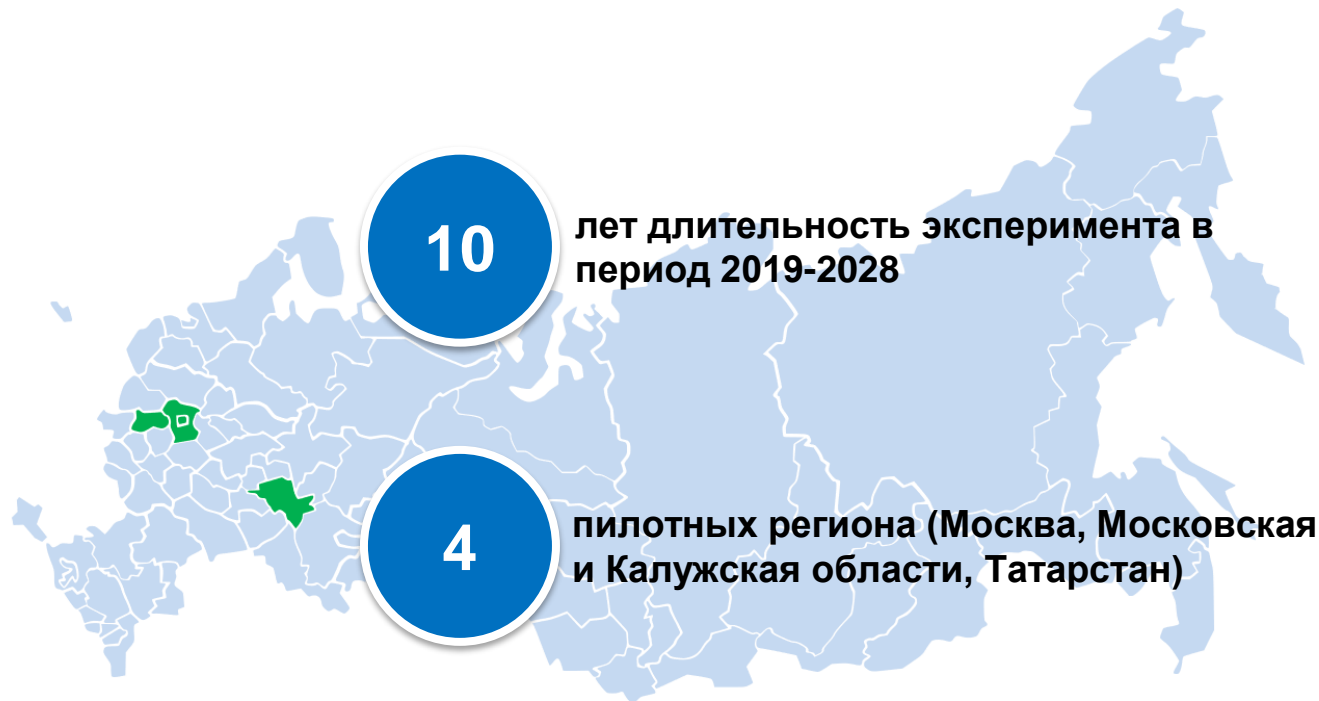 10
лет длительность эксперимента в
период 2019-2028
4
пилотных региона (Москва, Московская
и Калужская области, Татарстан)